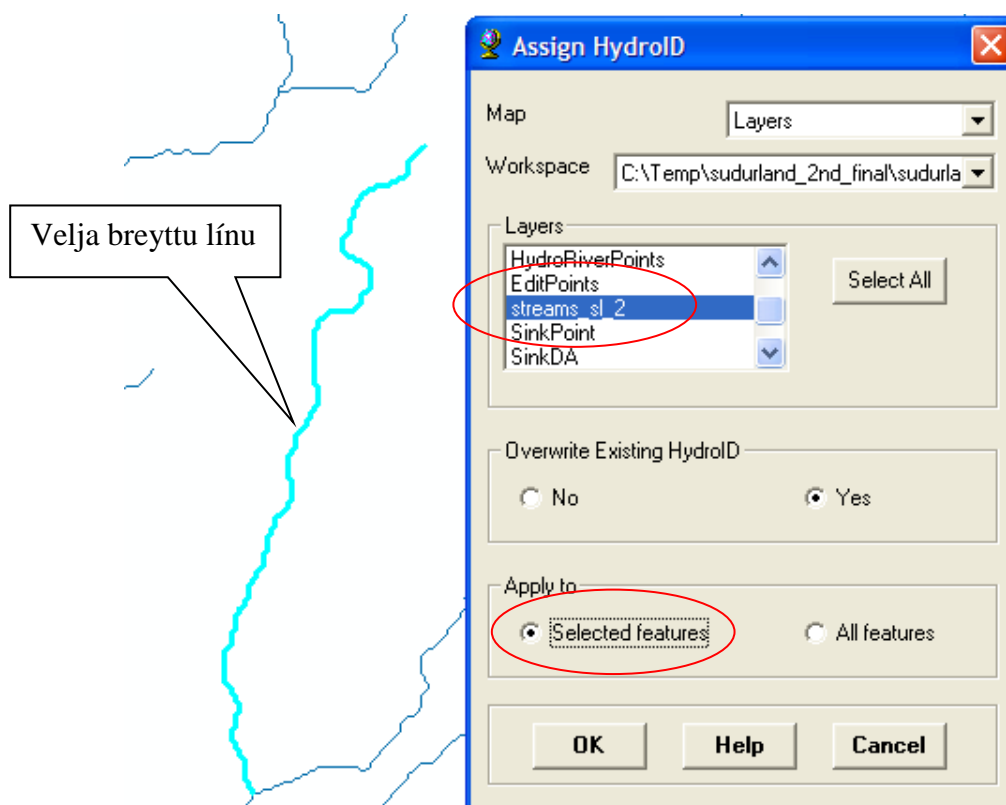 Assign HydroID
Map
Layers
Workspace
C:\Temp\sudurland_2nd_final\sudurla
Velja breyttu línu
Layers
HydroRiverPoints
EditPoints
streams_sl_2
SinkPoint
SinkDA
Select All
Overwrite Existing HydroID
No
Yes
Apply to
Selected features
All features
OK
Help
Cancel